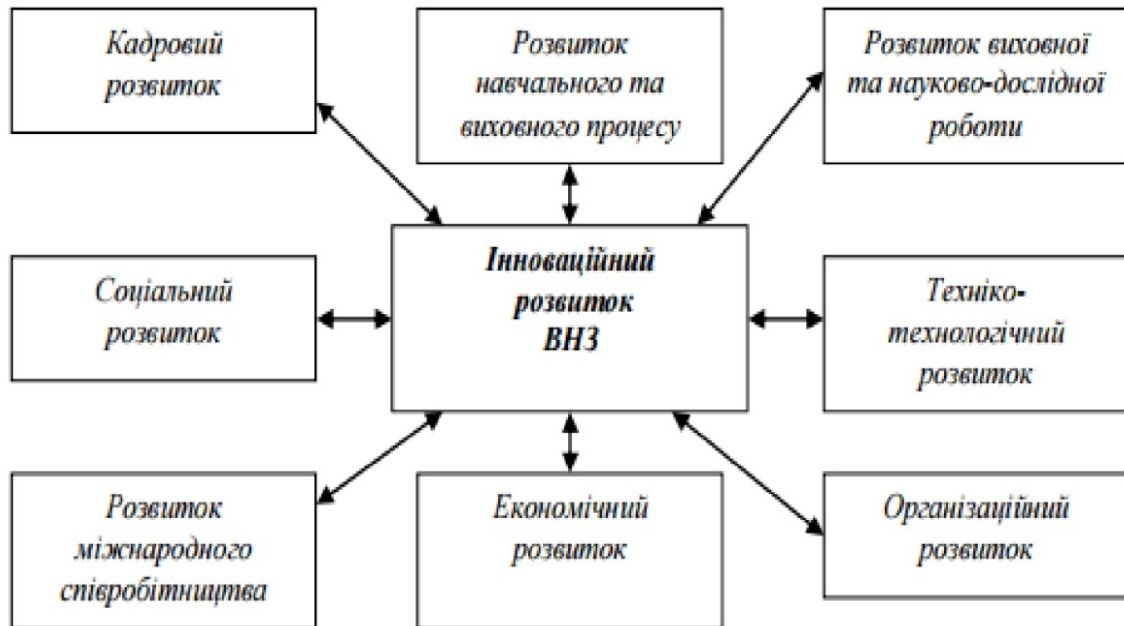 Кадровий
розвиток
Розвиток
навчального та
виховного процесу
Розвиток виховної
та науково-дослідної
роботи
Соціальний
розвиток
Інноваційний
розвиток
ВНЗ
Техніко-
технологічний
розвиток
Розвиток
міжнародного
співробітництва
Економічний
розвиток
Організаційний
розвиток